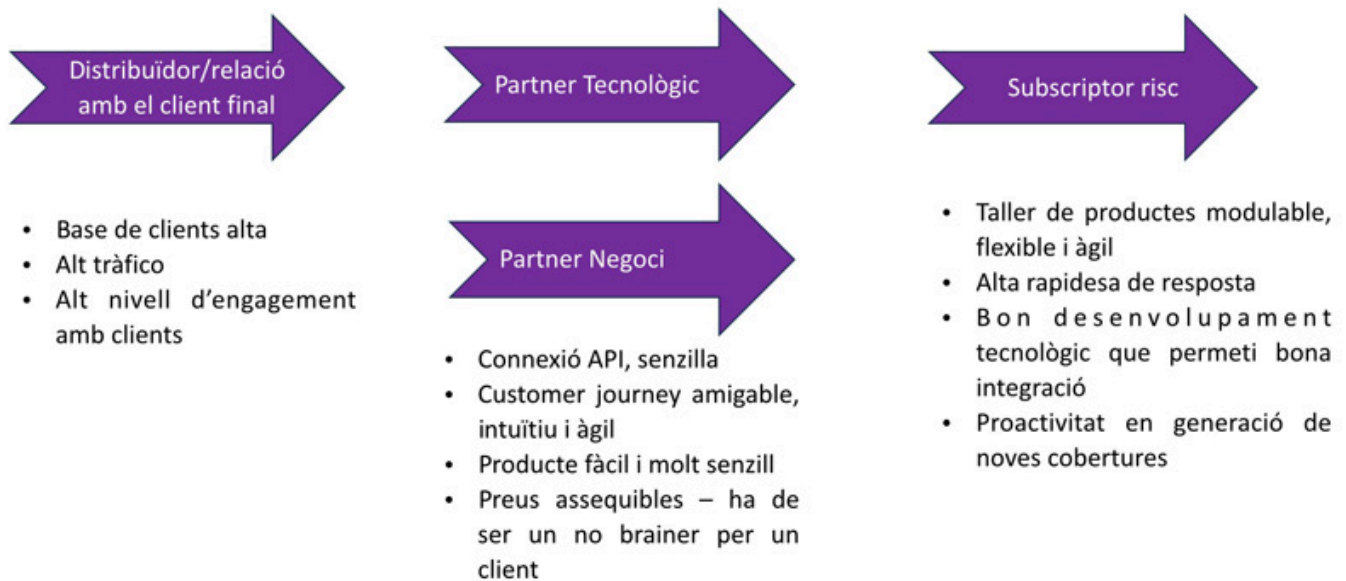 Distribuïdor/relació
amb el client final
• Base de clients alta
• Alt tràfico
• Alt nivell d'engagement
amb clients
Partner Tecnològic
Partner Negoci
• Connexió API, senzilla
• Customer journey amigable,
intuïtiu i àgil
• Producte fàcil i molt senzill
• Preus assequibles – ha de
ser un no brainer per un
client
Subscriptor risc
• Taller de productes modulable,
flexible i àgil
• Alta rapidesa de resposta
• Bon desenvolupament
tecnològic que permeti bona
integració
• Proactivitat en generació de
noves cobertures